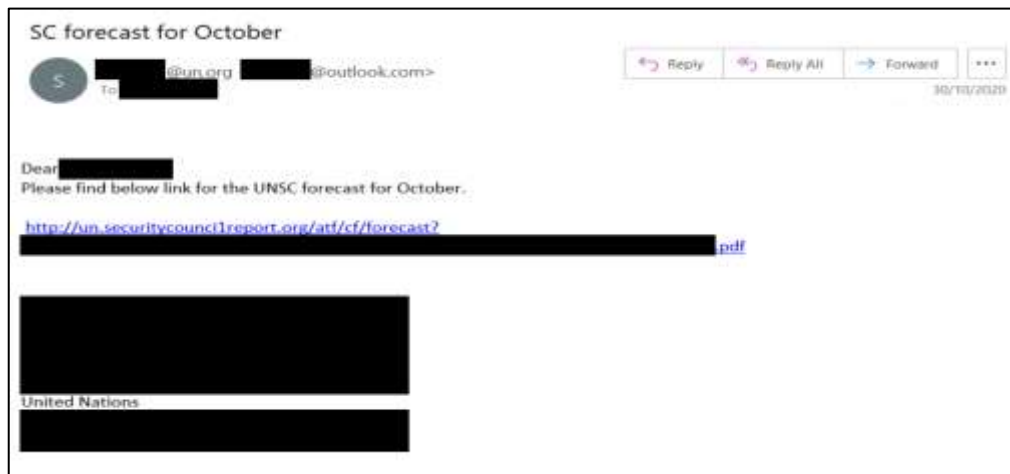 SC forecast for October
S
@un.org @outlook.com>
To
Reply Reply All Forward ...
30/10/2020
Dear
Please find below link for the UNSC forecast for October.
http://un.securitycounci1report.org/atf/cf/forecast?
.pdf
United Nations